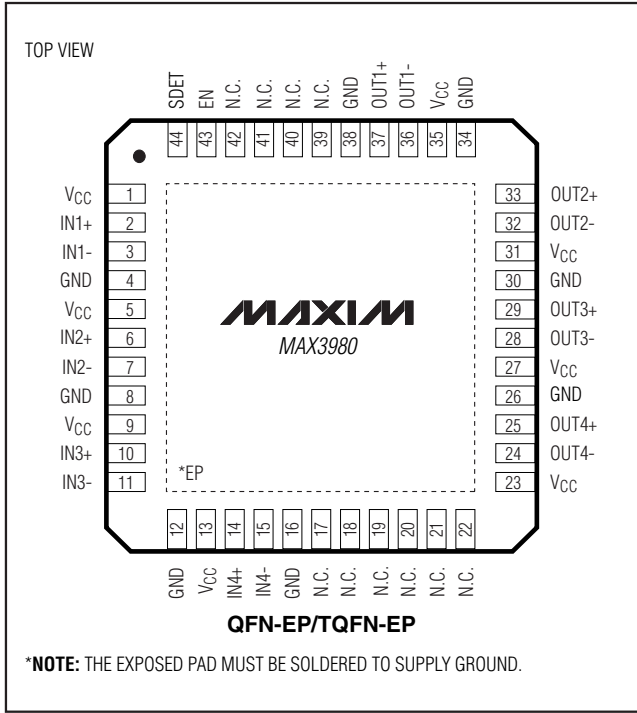 TOP VIEW
SDET
EN
N.C.
N.C.
N.C.
N.C.
GND
OUT1+
OUT1-
VCC
GND
44
43
42
41
40
39
38
37
36
35
34
VCC 1
IN1+ 2
IN1- 3
GND 4
VCC 5
IN2+ 6
IN2- 7
GND 8
VCC 9
IN3+ 10
IN3- 11
MAXIM
MAX3980
*EP
33 OUT2+
32 OUT2-
31 VCC
30 GND
29 OUT3+
28 OUT3-
27 VCC
26 GND
25 OUT4+
24 OUT4-
23 VCC
12
13
14
15
16
17
18
19
20
21
22
GND
VCC
IN4+
IN4-
GND
N.C.
N.C.
N.C.
N.C.
N.C.
N.C.
QFN-EP/TQFN-EP
*NOTE: THE EXPOSED PAD MUST BE SOLDERED TO SUPPLY GROUND.